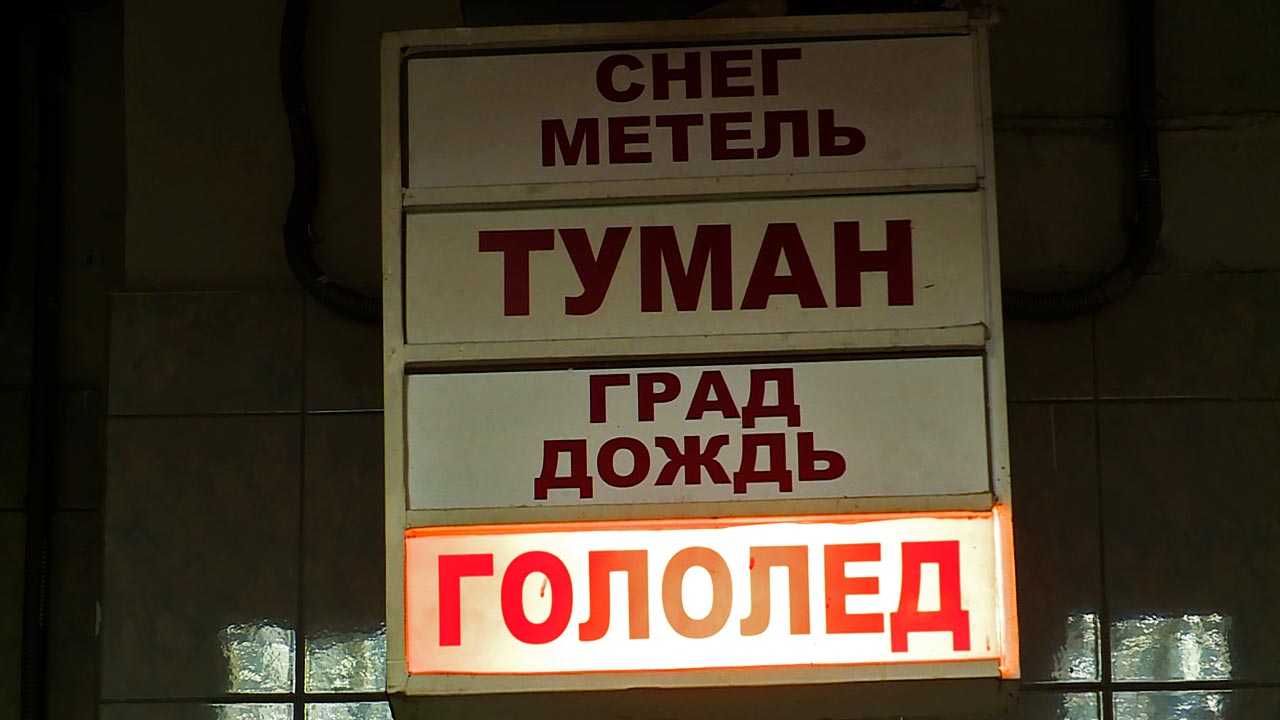 СНЕГ
МЕТЕЛЬ
ТУМАН
ГРАД
ДОЖДЬ
ГОЛОЛЕД